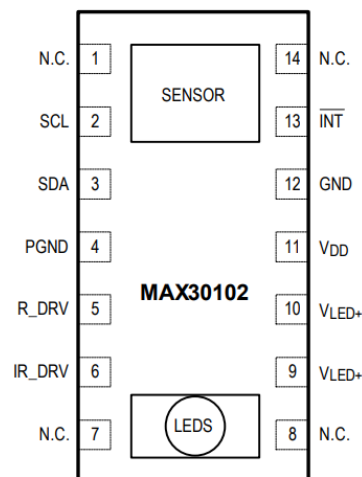 N.C. 1 14 N.C.
SENSOR
SCL 2 13 INT
SDA 3 12 GND
PGND 4 11 VDD
MAX30102
R_DRV 5 10 VLED+
IR_DRV 6 9 VLED+
LEDS
N.C. 7 8 N.C.